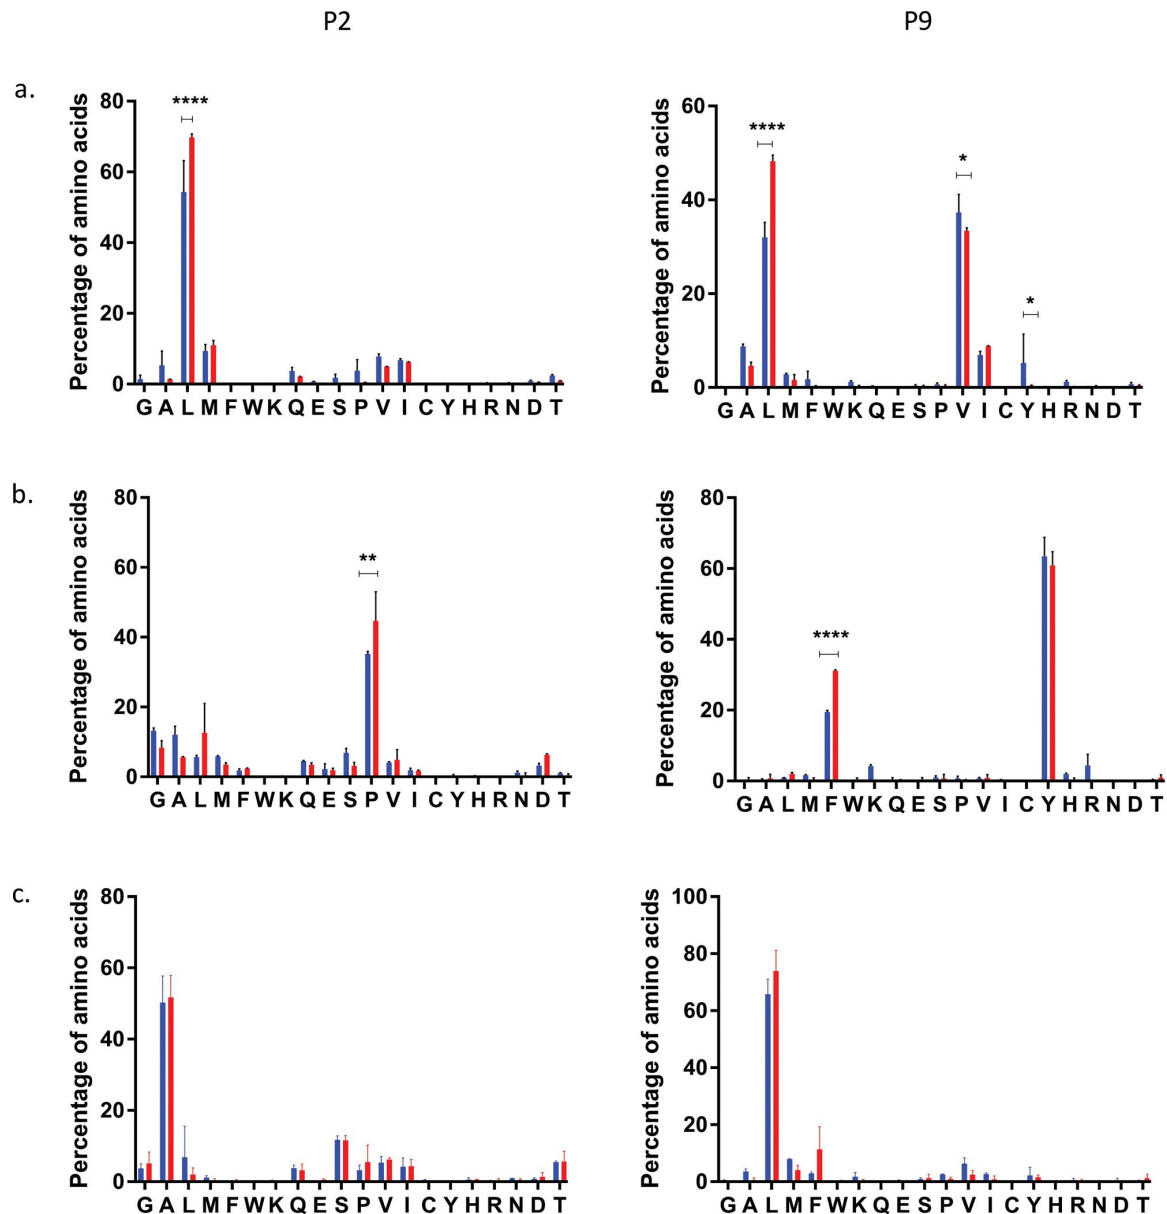 P2 P9
a.
Percentage of amino acids
80
60
40
20
0
****
G A L M F W K Q E S P V I C Y H R N D T
Percentage of amino acids
60
40
20
0
****
*
*
G A L M F W K Q E S P V I C Y H R N D T
b.
Percentage of amino acids
80
60
40
20
0
**
G A L M F W K Q E S P V I C Y H R N D T
Percentage of amino acids
80
60
40
20
0
****
G A L M F W K Q E S P V I C Y H R N D T
c.
Percentage of amino acids
80
60
40
20
0
G A L M F W K Q E S P V I C Y H R N D T
Percentage of amino acids
100
80
60
40
20
0
G A L M F W K Q E S P V I C Y H R N D T